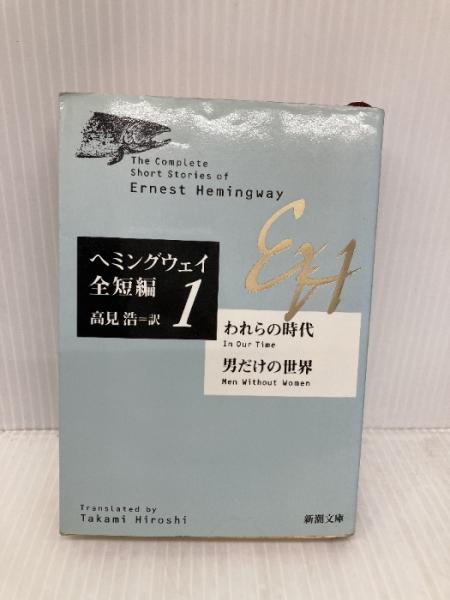 The Complete
Short Stories of
Ernest Hemingway
EH
ヘミングウェイ
全短編 1
高見 浩=訳
われらの時代
In Our Time
男だけの世界
Men Without Women
Translated by
Takami Hiroshi
新潮文庫